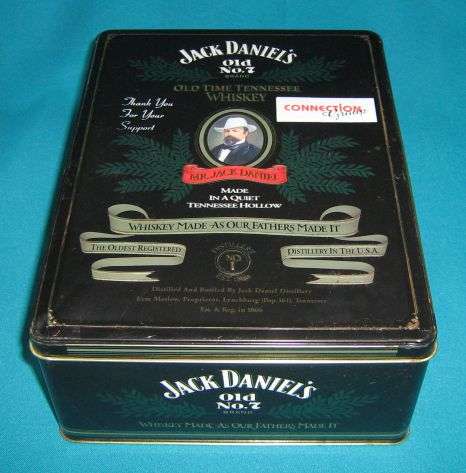 JACK DANIEL'S
Old
No. 7
BRAND
OLD TIME TENNESSEE
WHISKEY
Thank You
For Your
Support
CONNECTION
MR. JACK DANIEL
MADE
IN A QUIET
TENNESSEE HOLLOW
WHISKEY MADE AS OUR FATHERS MADE IT
THE OLDEST REGISTERED
DISTILLERY
NO
1
DISTILLERY IN THE U.S.A.
Distilled and Bottled by Jack Daniel Distillery
Lem Motlow, Proprietor, Lynchburg (Pop. 361), Tennessee
Est. & Reg. in 1866
JACK DANIEL'S
Old
No. 7
BRAND
WHISKEY MADE AS OUR FATHERS MADE IT